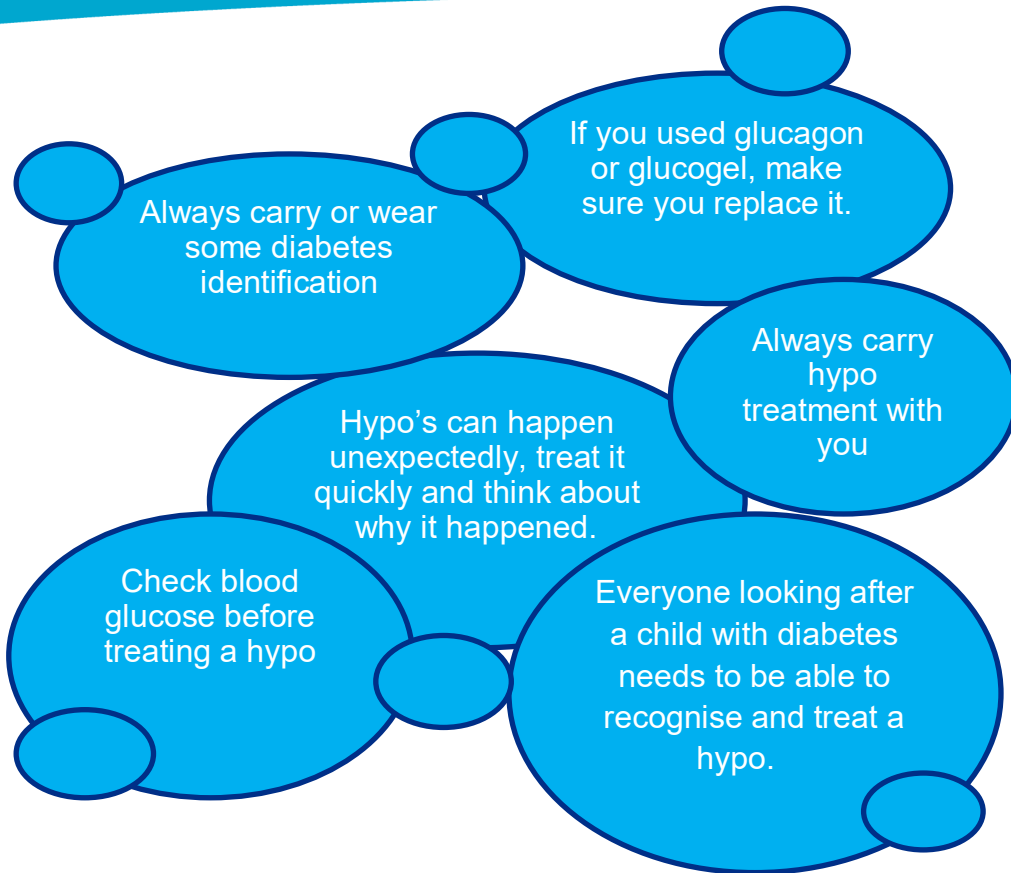 If you used glucagon
or glucogel, make
sure you replace it.
Always carry or wear
some diabetes
identification
Always carry
hypo
treatment with
you
Hypo’s can happen
unexpectedly, treat it
quickly and think about
why it happened.
Check blood
glucose before
treating a hypo
Everyone looking after
a child with diabetes
needs to be able to
recognise and treat a
hypo.